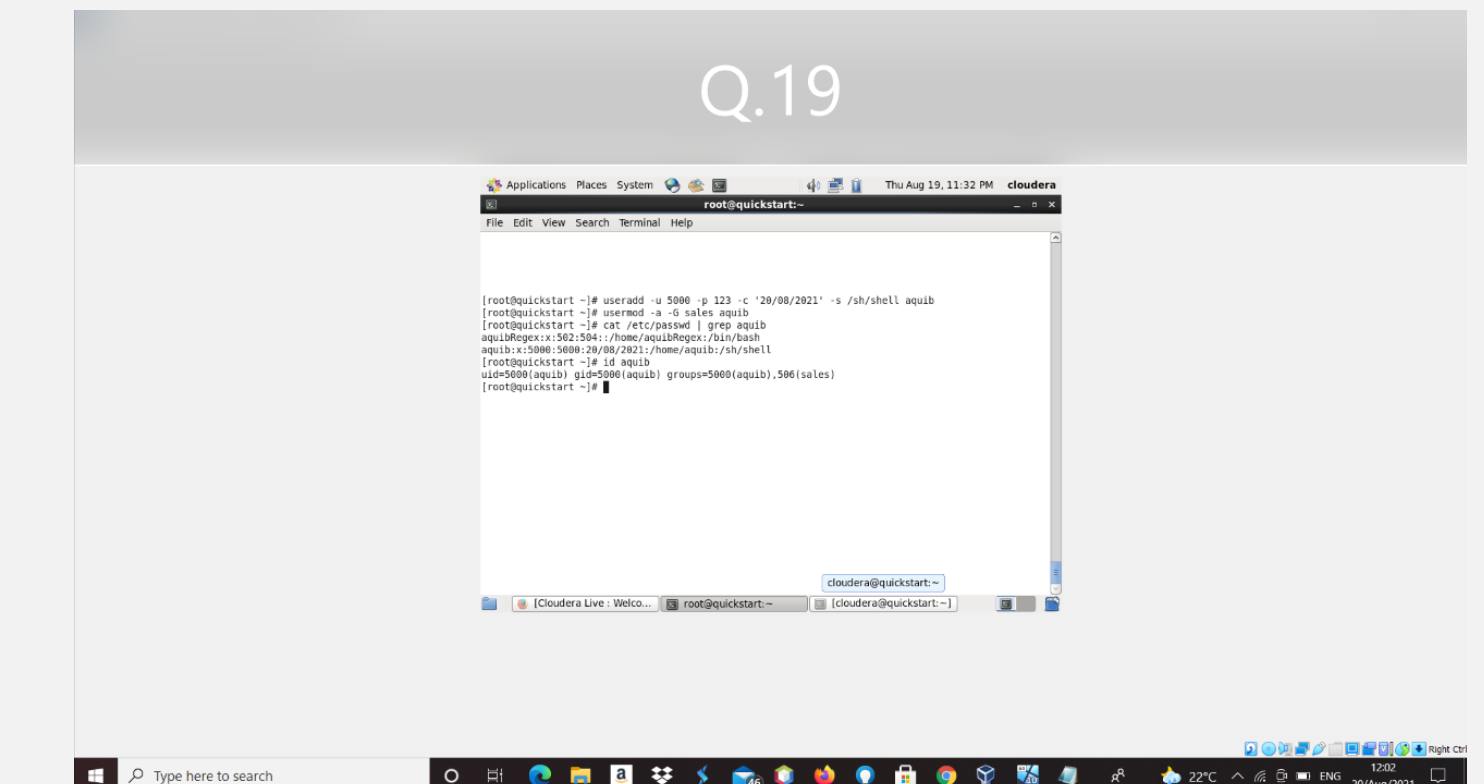 Q.19
Applications Places System Thu Aug 19, 11:32 PM cloudera
root@quickstart:~
File Edit View Search Terminal Help
[root@quickstart ~]# useradd -u 5000 -p 123 -c '20/08/2021' -s /sh/shell aquib
[root@quickstart ~]# usermod -a -G sales aquib
[root@quickstart ~]# cat /etc/passwd | grep aquib
aquibRegex:x:502:504::/home/aquibRegex:/bin/bash
aquib:x:5000:5000:20/08/2021:/home/aquib:/sh/shell
[root@quickstart ~]# id aquib
uid=5000(aquib) gid=5000(aquib) groups=5000(aquib),506(sales)
[root@quickstart ~]#
cloudera@quickstart:~
[Cloudera Live : Welco... root@quickstart:~ [cloudera@quickstart:~]
Right Ctrl
Type here to search 46 22°C ENG 12:02
20/Aug/2021